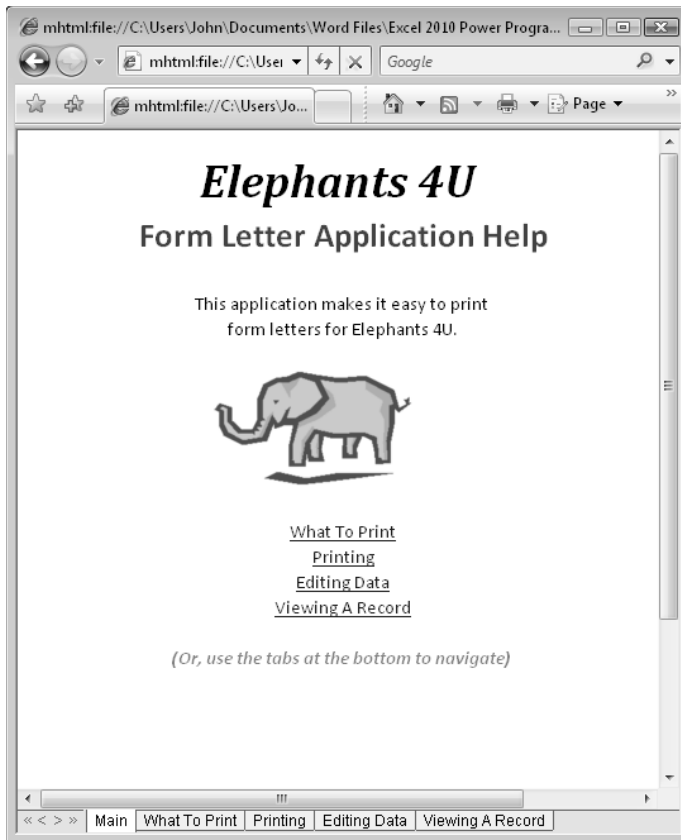 mhtml:file://C:\Users\John\Documents\Word Files\Excel 2010 Power Progra...
mhtml:file://C:\User
Google
mhtml:file://C:\Users\Jo...
Page
Elephants 4U
Form Letter Application Help
This application makes it easy to print
form letters for Elephants 4U.
What To Print
Printing
Editing Data
Viewing A Record
(Or, use the tabs at the bottom to navigate)
« < > » Main What To Print Printing Editing Data Viewing A Record